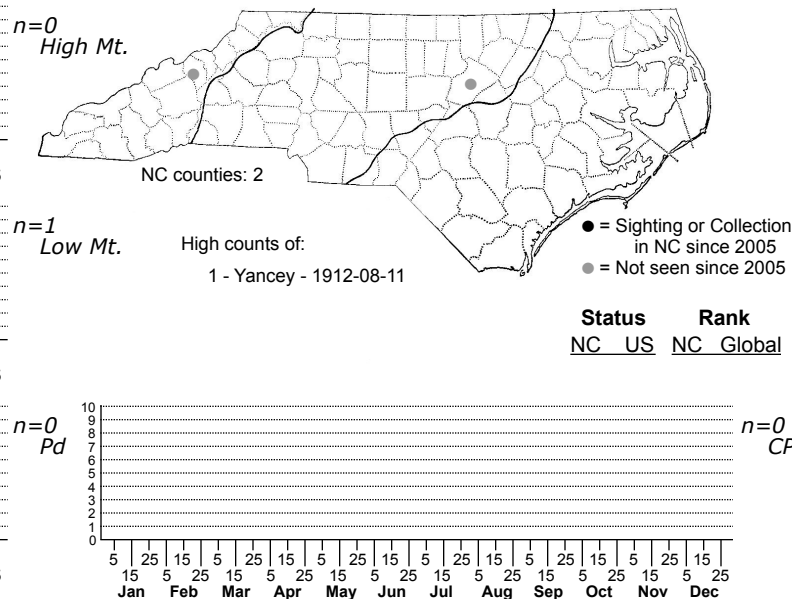 n=0
High Mt.
NC counties: 2
n=1
Low Mt.
High counts of:
1 - Yancey - 1912-08-11
= Sighting or Collection
in NC since 2005
= Not seen since 2005
Status Rank
NC US NC Global
n=0
Pd
10
9
8
7
6
5
4
3
2
1
0
n=0
CP
5 15 25 5 15 25 5 15 25 5 15 25 5 15 25 5 15 25
15 5 25 15 5 25 15 5 25 15 5 25 15 5 25 15 5 25
Jan Feb Mar Apr May Jun Jul Aug Sep Oct Nov Dec